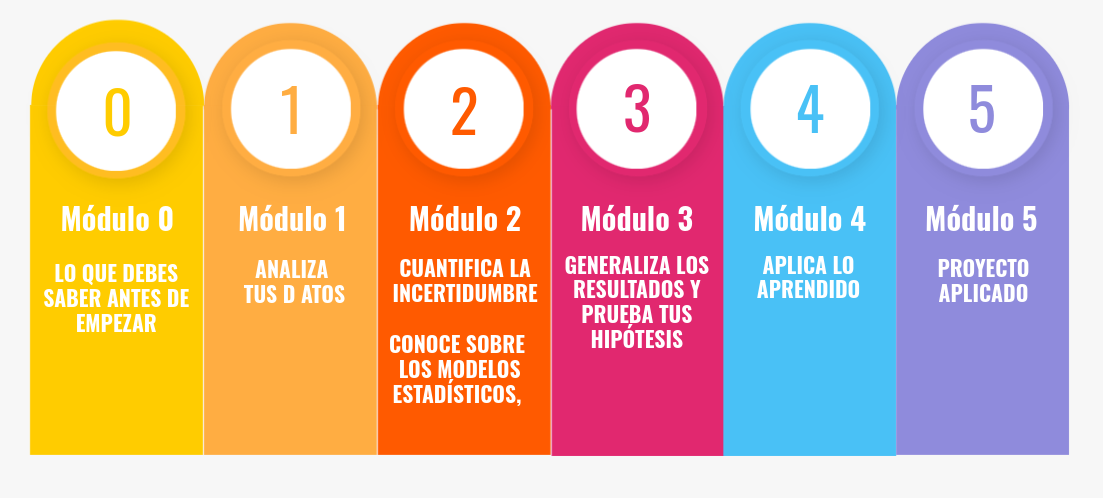 0
Módulo 0
LO QUE DEBES
SABER ANTES DE
EMPEZAR
1
Módulo 1
ANALIZA
TUS D ATOS
2
Módulo 2
CUANTIFICA LA
INCERTIDUMBRE
CONOCE SOBRE
LOS MODELOS
ESTADÍSTICOS,
3
Módulo 3
GENERALIZA LOS
RESULTADOS Y
PRUEBA TUS
HIPÓTESIS
4
Módulo 4
APLICA LO
APRENDIDO
5
Módulo 5
PROYECTO
APLICADO